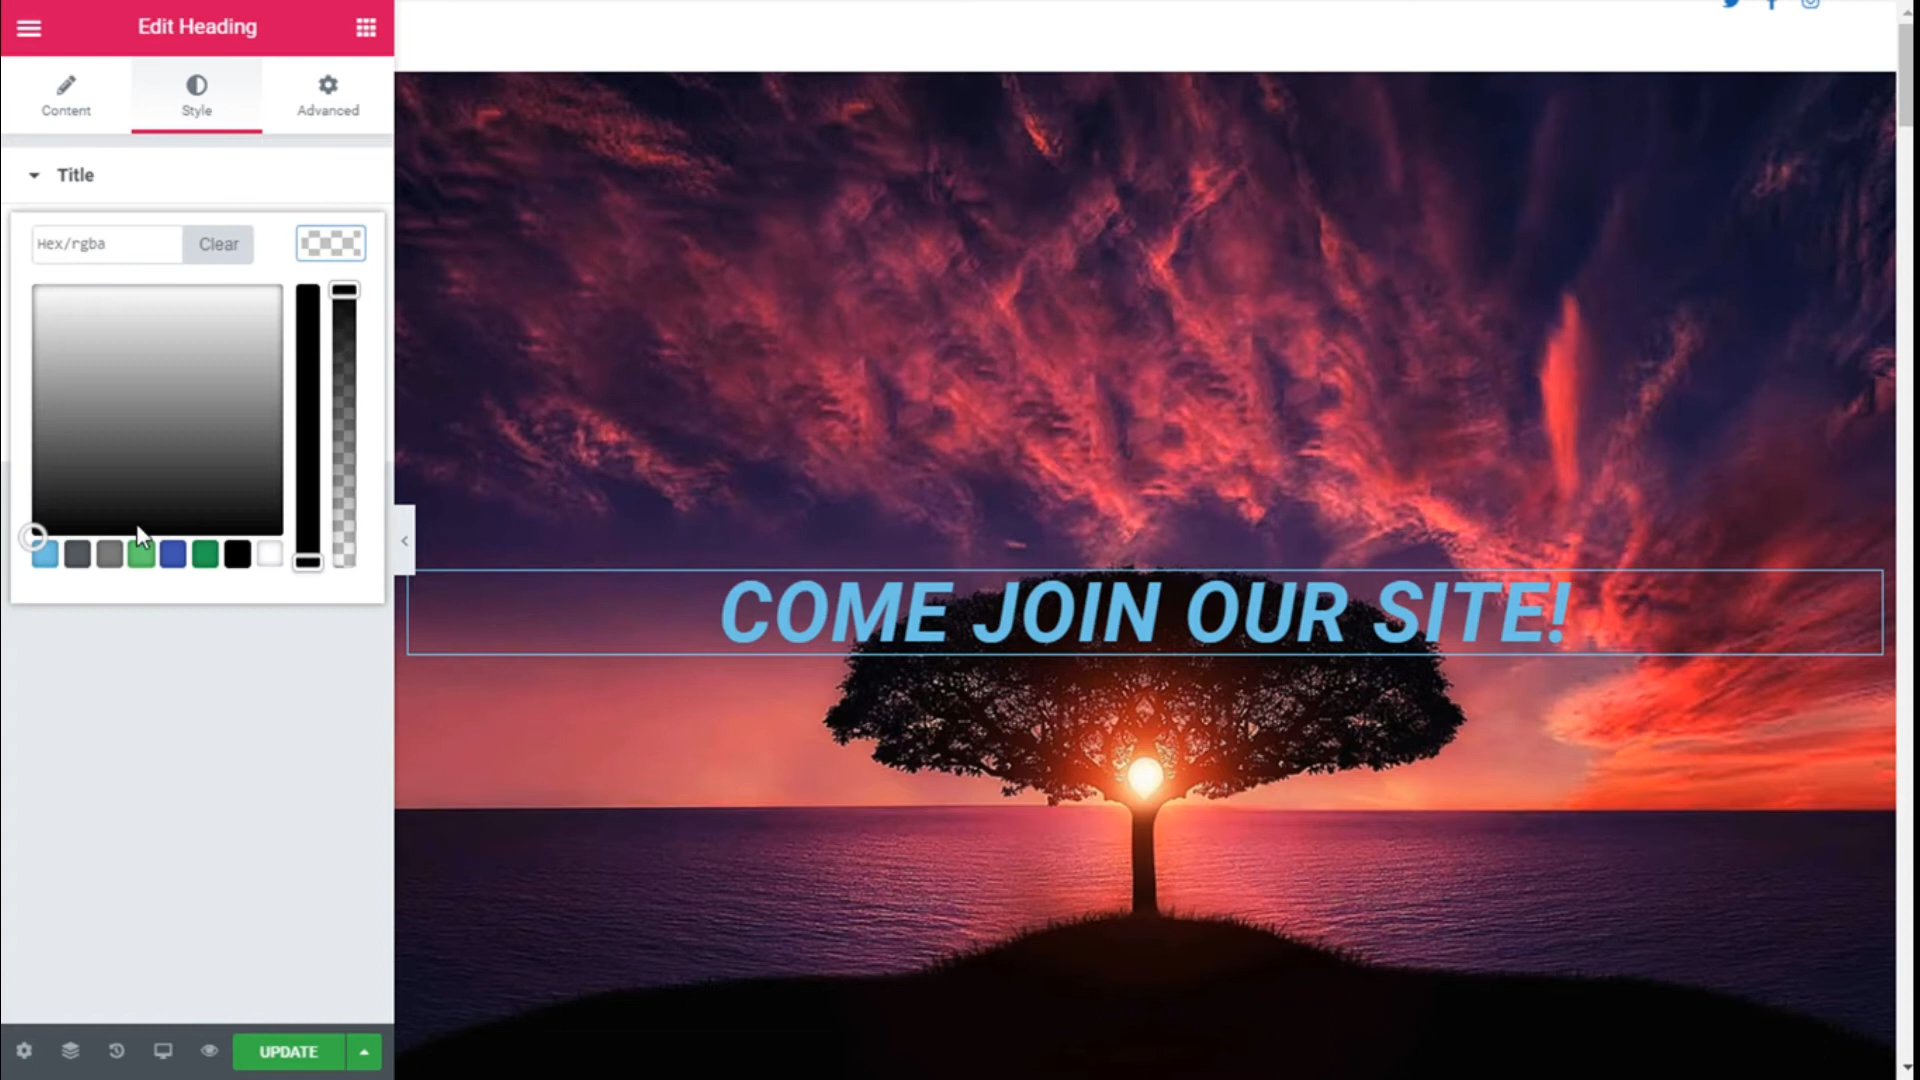 Edit Heading
Content
Style
Advanced
Title
Hex/rgba
Clear
COME JOIN OUR SITE!
UPDATE